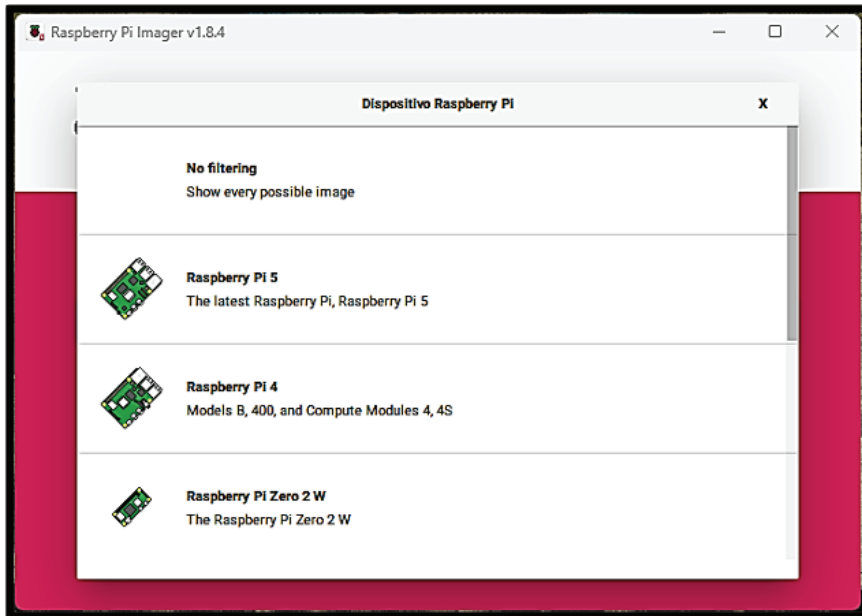 Raspberry Pi Imager v1.8.4
Dispositivo Raspberry Pi
X
No filtering
Show every possible image
Raspberry Pi 5
The latest Raspberry Pi, Raspberry Pi 5
Raspberry Pi 4
Models B, 400, and Compute Modules 4, 4S
Raspberry Pi Zero 2 W
The Raspberry Pi Zero 2 W